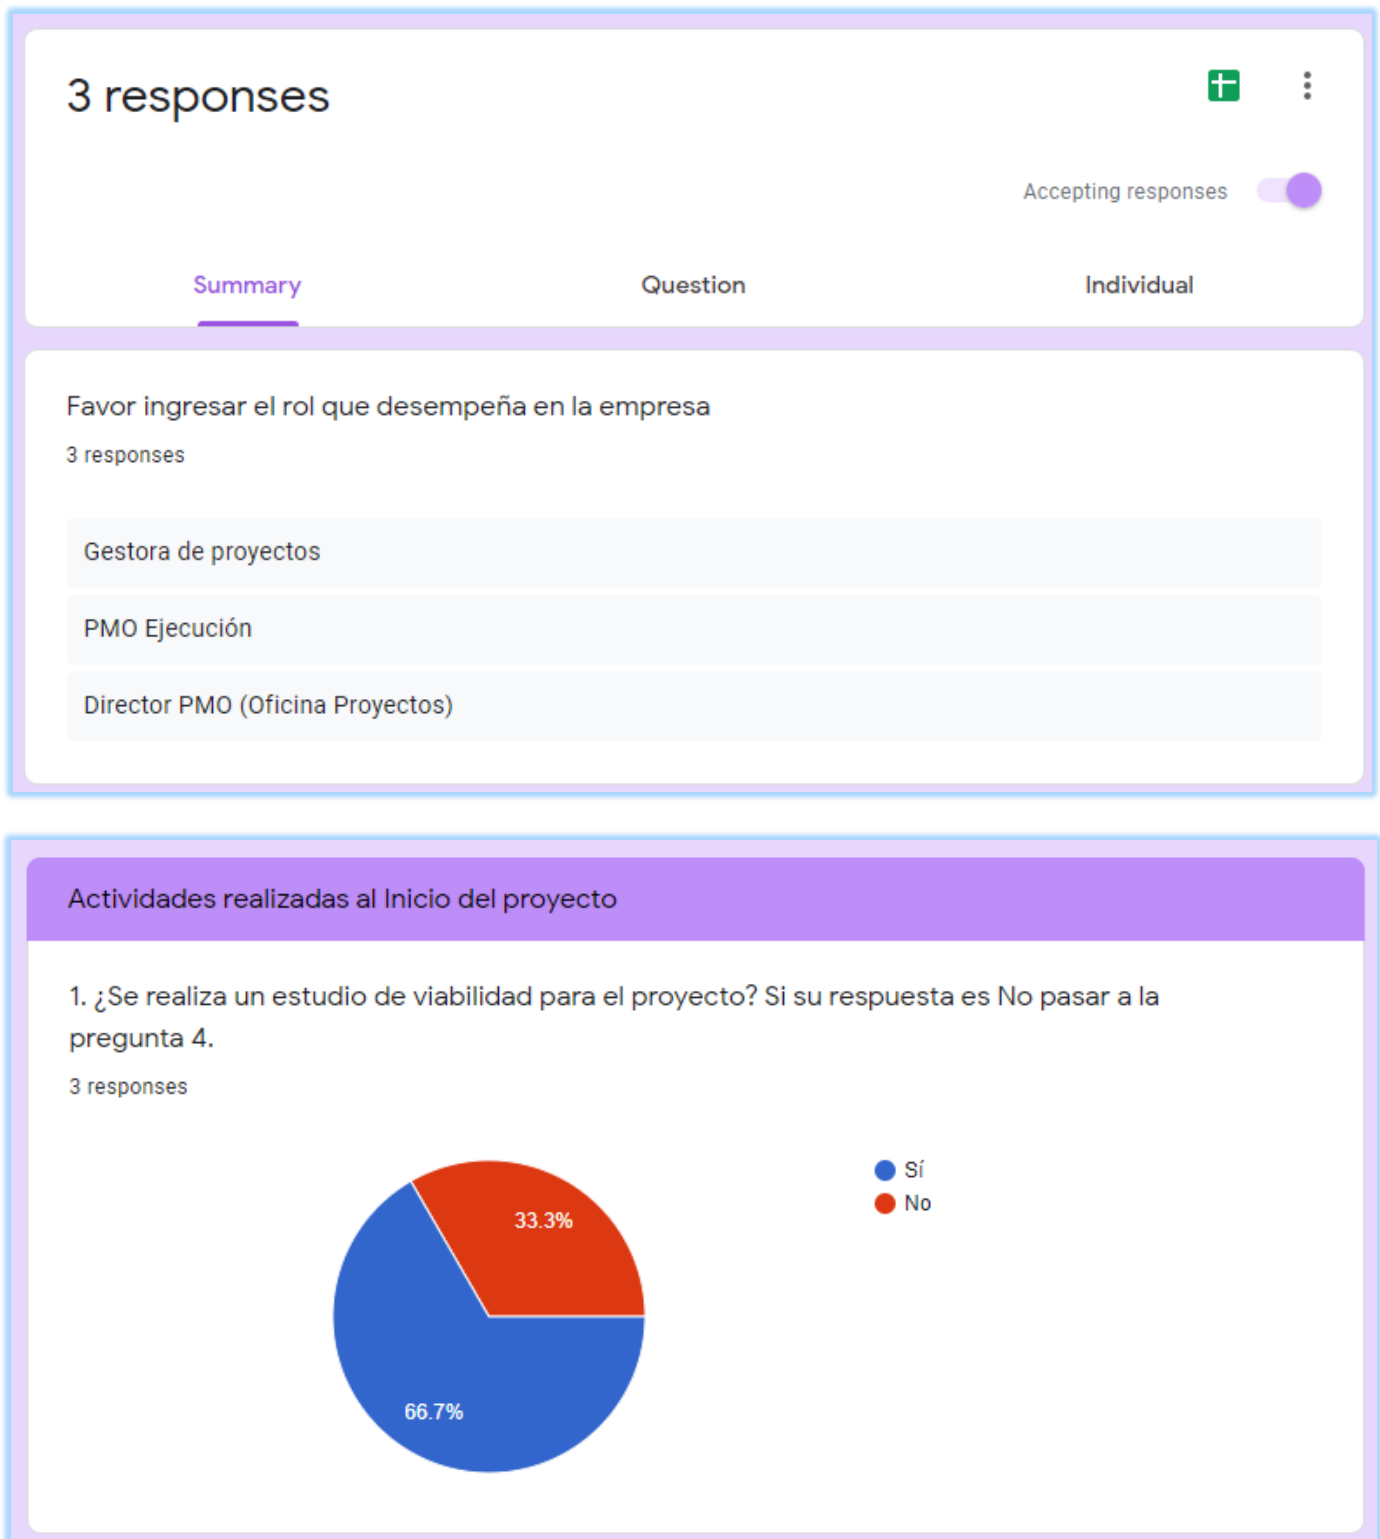 3 responses
Accepting responses
Summary
Question
Individual
Favor ingresar el rol que desempeña en la empresa
3 responses
Gestora de proyectos
PMO Ejecución
Director PMO (Oficina Proyectos)
Actividades realizadas al Inicio del proyecto
1. ¿Se realiza un estudio de viabilidad para el proyecto? Si su respuesta es No pasar a la
pregunta 4.
3 responses
Sí
No
33.3%
66.7%